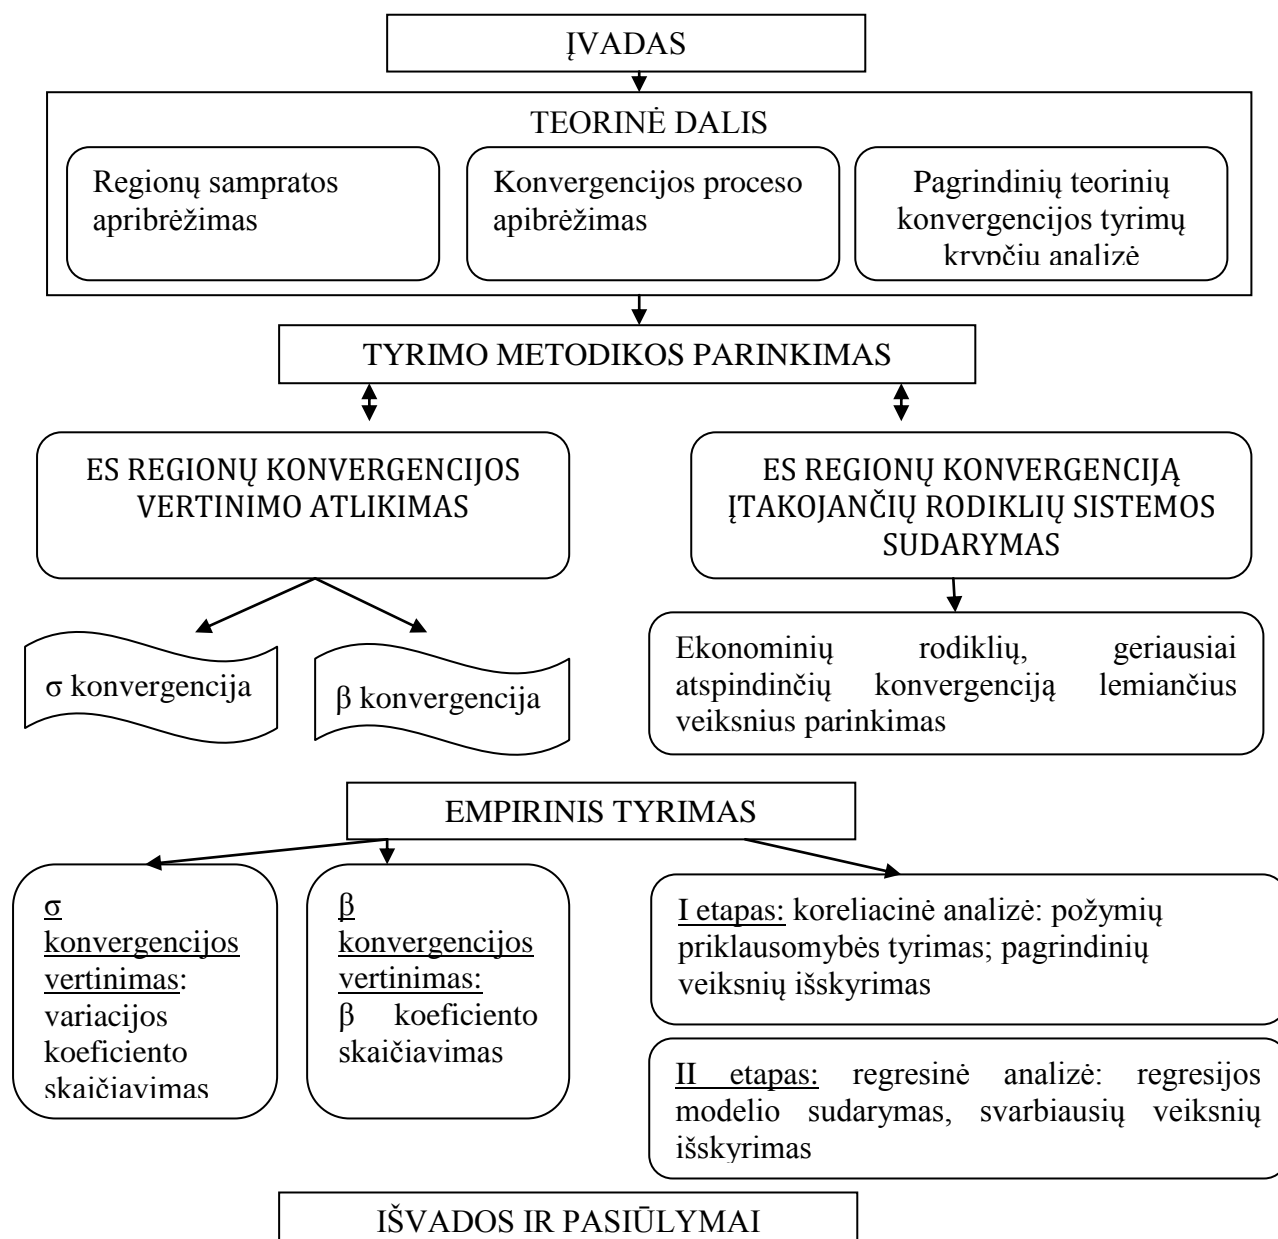 ĮVADAS
TEORINĖ DALIS
Regionų sampratos
apribrėžimas
Konvergencijos proceso
apibrėžimas
Pagrindinių teorinių
konvergencijos tyrimų
krypčių analizė
TYRIMO METODIKOS PARINKIMAS
ES REGIONŲ KONVERGENCIJOS
VERTINIMO ATLIKIMAS
ES REGIONŲ KONVERGENCIJĄ
ĮTAKOJANČIŲ RODIKLIŲ SISTEMOS
SUDARYMAS
σ konvergencija
β konvergencija
Ekonominių rodiklių, geriausiai
atspindinčių konvergenciją lemiančius
veiksnius parinkimas
EMPIRINIS TYRIMAS
σ
konvergencijos
vertinimas:
variacijos
koeficiento
skaičiavimas
β
konvergencijos
vertinimas:
β koeficiento
skaičiavimas
I etapas: koreliacinė analizė: požymių
priklausomybės tyrimas; pagrindinių
veiksnių išskyrimas
II etapas: regresinė analizė: regresijos
modelio sudarymas, svarbiausių veiksnių
išskyrimas
IŠVADOS IR PASIŪLYMAI